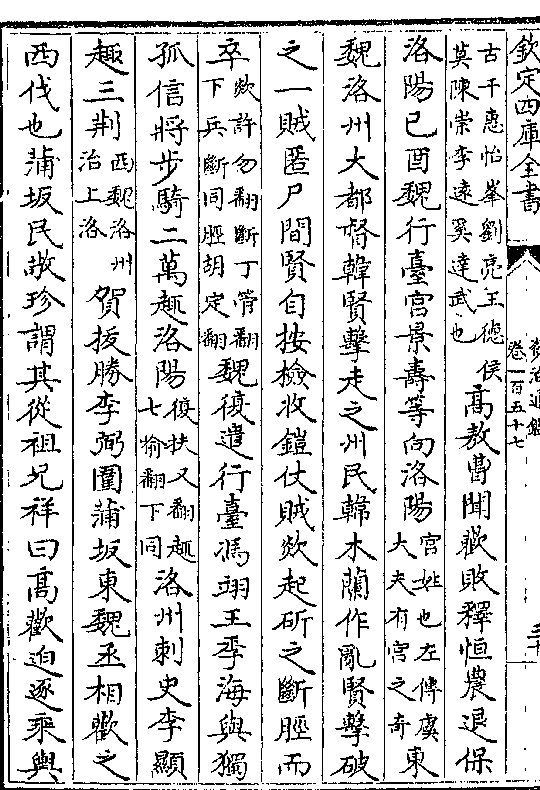 欽定四庫全書
資治通鑑
卷一百五十七
三十
古干惠怡峯劉亮王德侯
莫陳崇李遠奚達武也
高敖曹聞歡敗釋恒農退保
洛陽己酉魏行臺宫景壽等向洛陽
宫姓也左傳虞
大夫有宫之奇
東
魏洛州大都督韓賢擊走之州民韓木蘭作亂賢擊破
之一賊匿尸間賢自按檢收鎧仗賊欻起斫之斷脛而
卒
欻許勿翻斷丁管翻
下兵斷同脛胡定翻
魏復遣行臺馮翊王季海與獨
孤信將步騎二萬趣洛陽
復扶又翻趣
七喻翻下同
洛州刺史李顯
趣三荆
西魏洛州
治上洛
賀拔勝李弼圍蒲坂東魏丞相歡之
西伐也蒲坂民敬珍謂其從祖兄祥曰髙歡迫逐乘輿